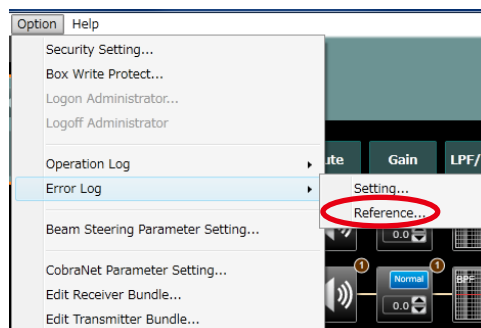 Option Help
Security Setting...
Box Write Protect...
Logon Administrator...
Logoff Administrator
Operation Log
Gain LPF/
Error Log
Setting...
Reference...
0.0
Beam Steering Parameter Setting...
CobraNet Parameter Setting...
1 1
Normal BPF
Edit Receiver Bundle...
0.0
Edit Transmitter Bundle...